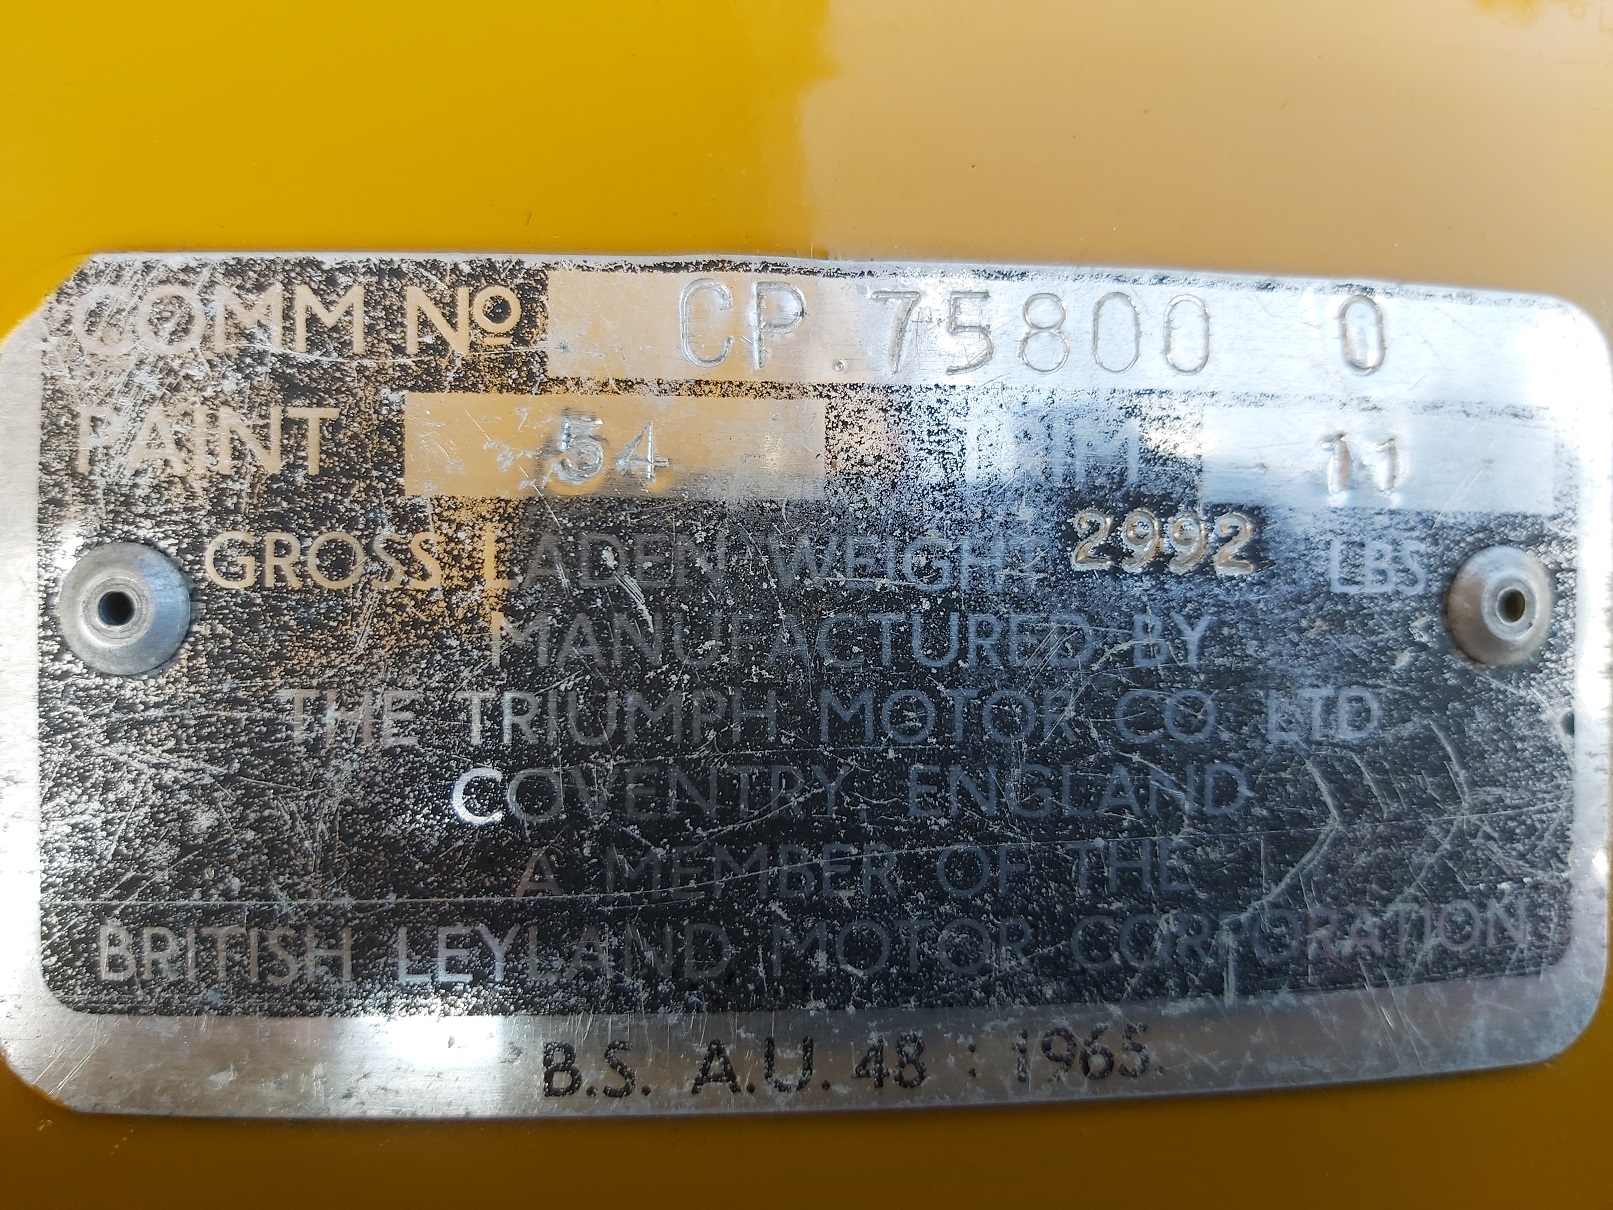 COMM Nº CP.75800 O
PAINT 54 TRIM 11
GROSS LADEN WEIGHT 2992 LBS
MANUFACTURED BY
THE TRIUMPH MOTOR CO. LTD
COVENTRY, ENGLAND
A MEMBER OF THE
BRITISH LEYLAND MOTOR CORPORATION
B.S. A.U. 48 : 1965.